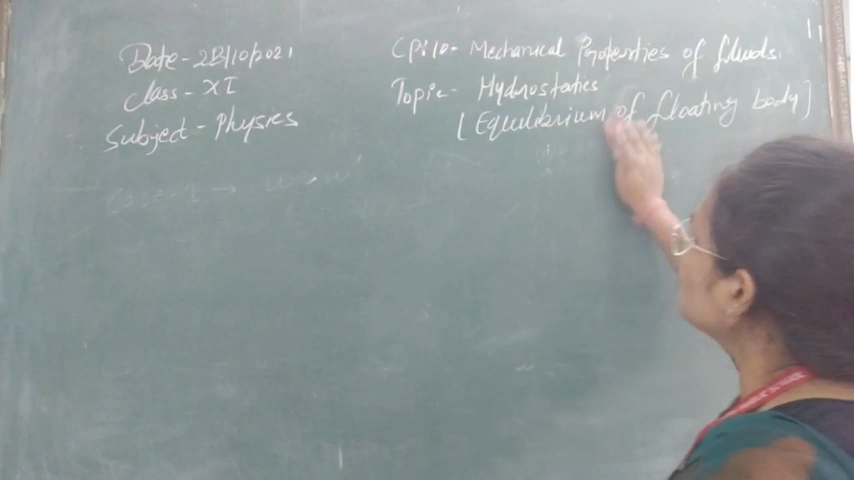 Date - 28/10/2021
Class - XI
Subject - Physics
Cp:10 - Mechanical Properties of fluids.
Topic - Hydrostatics
[Equilibrium of floating body]